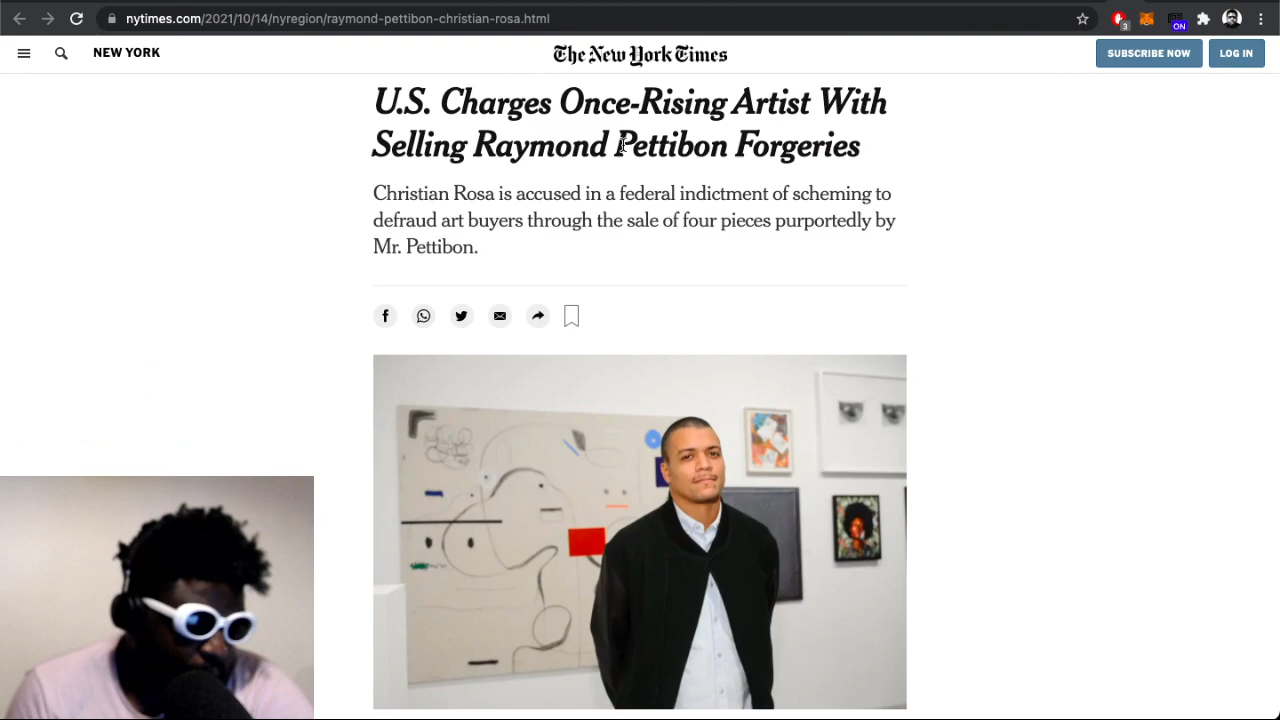 nytimes.com/2021/10/14/nyregion/raymond-pettibon-christian-rosa.html
3
ON
NEW YORK
The New York Times
SUBSCRIBE NOW
LOG IN
U.S. Charges Once-Rising Artist With
Selling Raymond Pettibon Forgeries
Christian Rosa is accused in a federal indictment of scheming to
defraud art buyers through the sale of four pieces purportedly by
Mr. Pettibon.